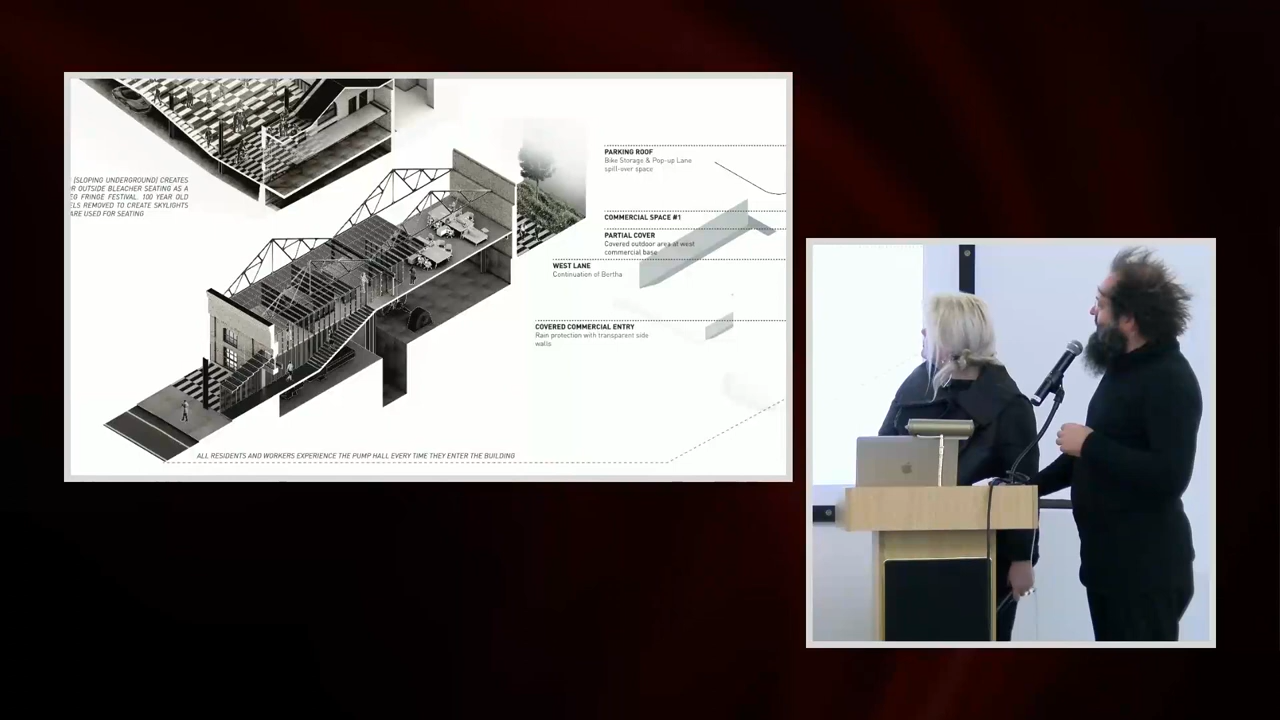 [SLOPING UNDERGROUND] CREATES
R OUTSIDE BLEACHER SEATING AS A
EG FRINGE FESTIVAL. 100 YEAR OLD
ELS REMOVED TO CREATE SKYLIGHTS
ARE USED FOR SEATING
PARKING ROOF
Bike Storage & Pop-up Lane
spill-over space
COMMERCIAL SPACE #1
PARTIAL COVER
Covered outdoor area at west
commercial base
WEST LANE
Continuation of Bertha
COVERED COMMERCIAL ENTRY
Rain protection with transparent side
walls
ALL RESIDENTS AND WORKERS EXPERIENCE THE PUMP HALL EVERY TIME THEY ENTER THE BUILDING